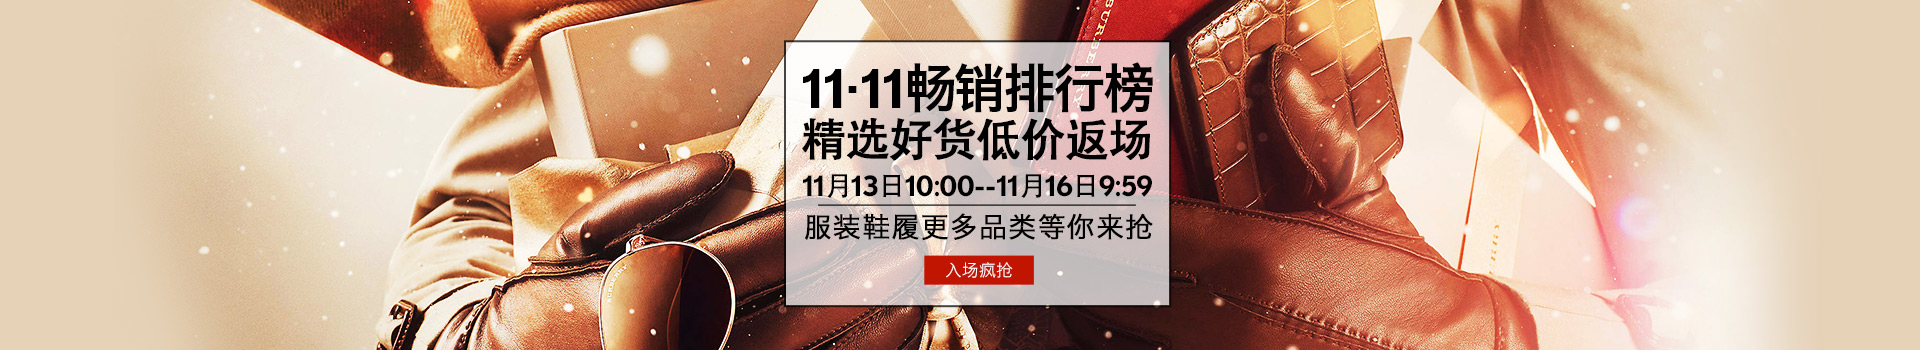 11·11畅销排行榜
精选好货低价返场
11月13日10:00--11月16日9:59
服装鞋履更多品类等你来抢
入场疯抢
BURBERRY